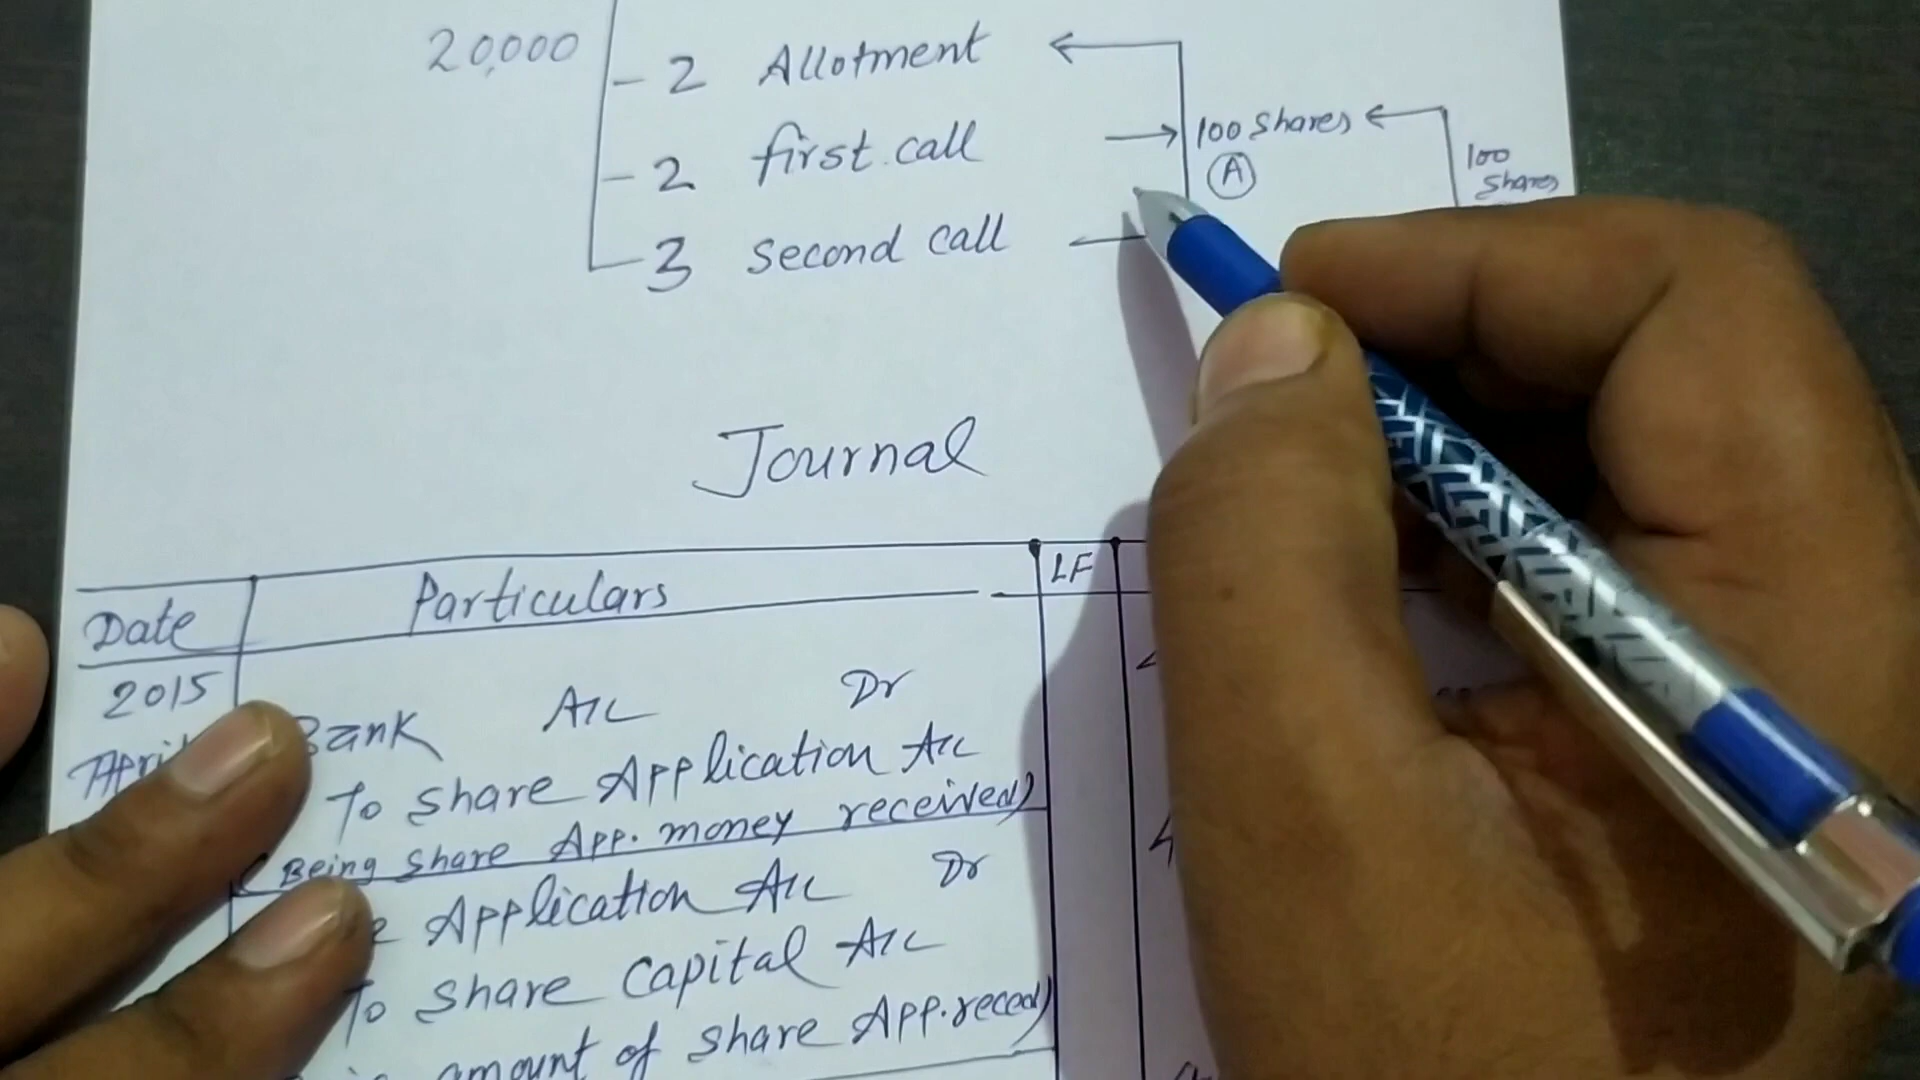 20,000
- 2 Allotment
- 2 first call
100 shares
A
100
shares
3 second call
Journal
Date Particulars LF
2015
Bank A/c Dr
To share Application A/c
(Being share App. money received)
Application A/c Dr
To share capital A/c
amount of share App. reced)